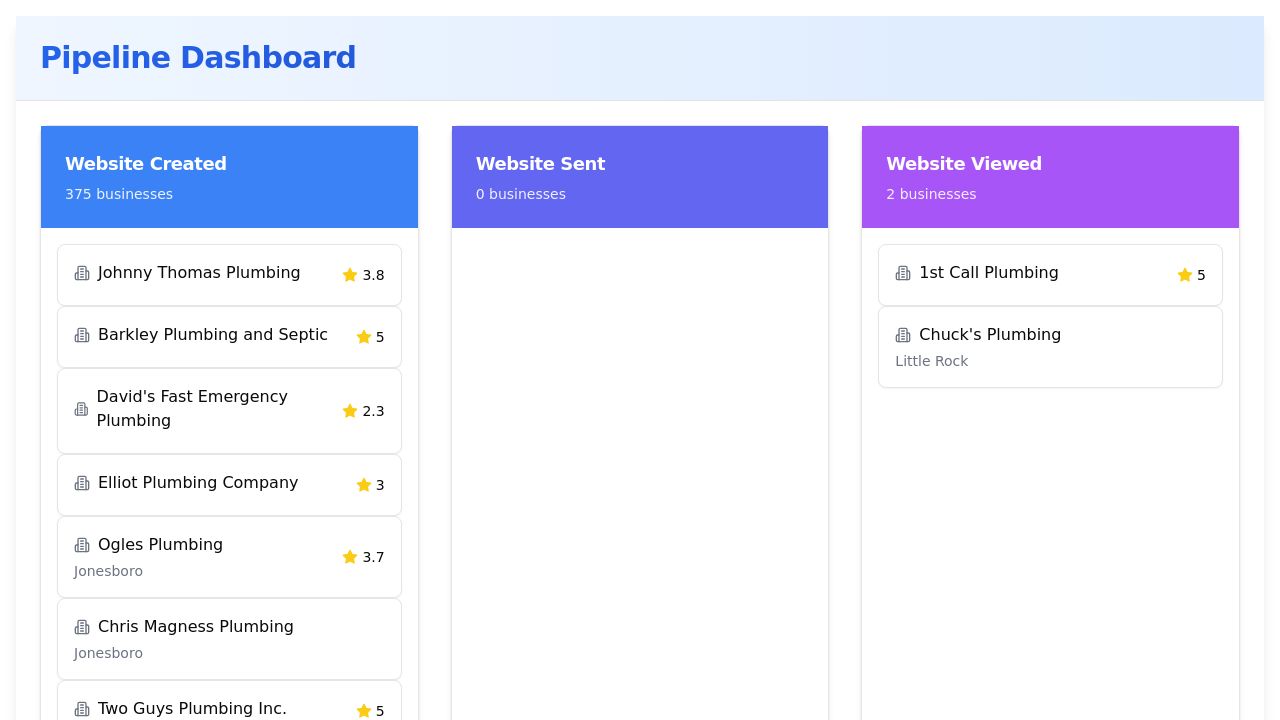 Pipeline Dashboard
Website Created
375 businesses
Johnny Thomas Plumbing 3.8
Barkley Plumbing and Septic 5
David's Fast Emergency
Plumbing 2.3
Elliot Plumbing Company 3
Ogles Plumbing 3.7
Jonesboro
Chris Magness Plumbing
Jonesboro
Two Guys Plumbing Inc. 5
Website Sent
0 businesses
Website Viewed
2 businesses
1st Call Plumbing 5
Chuck's Plumbing
Little Rock